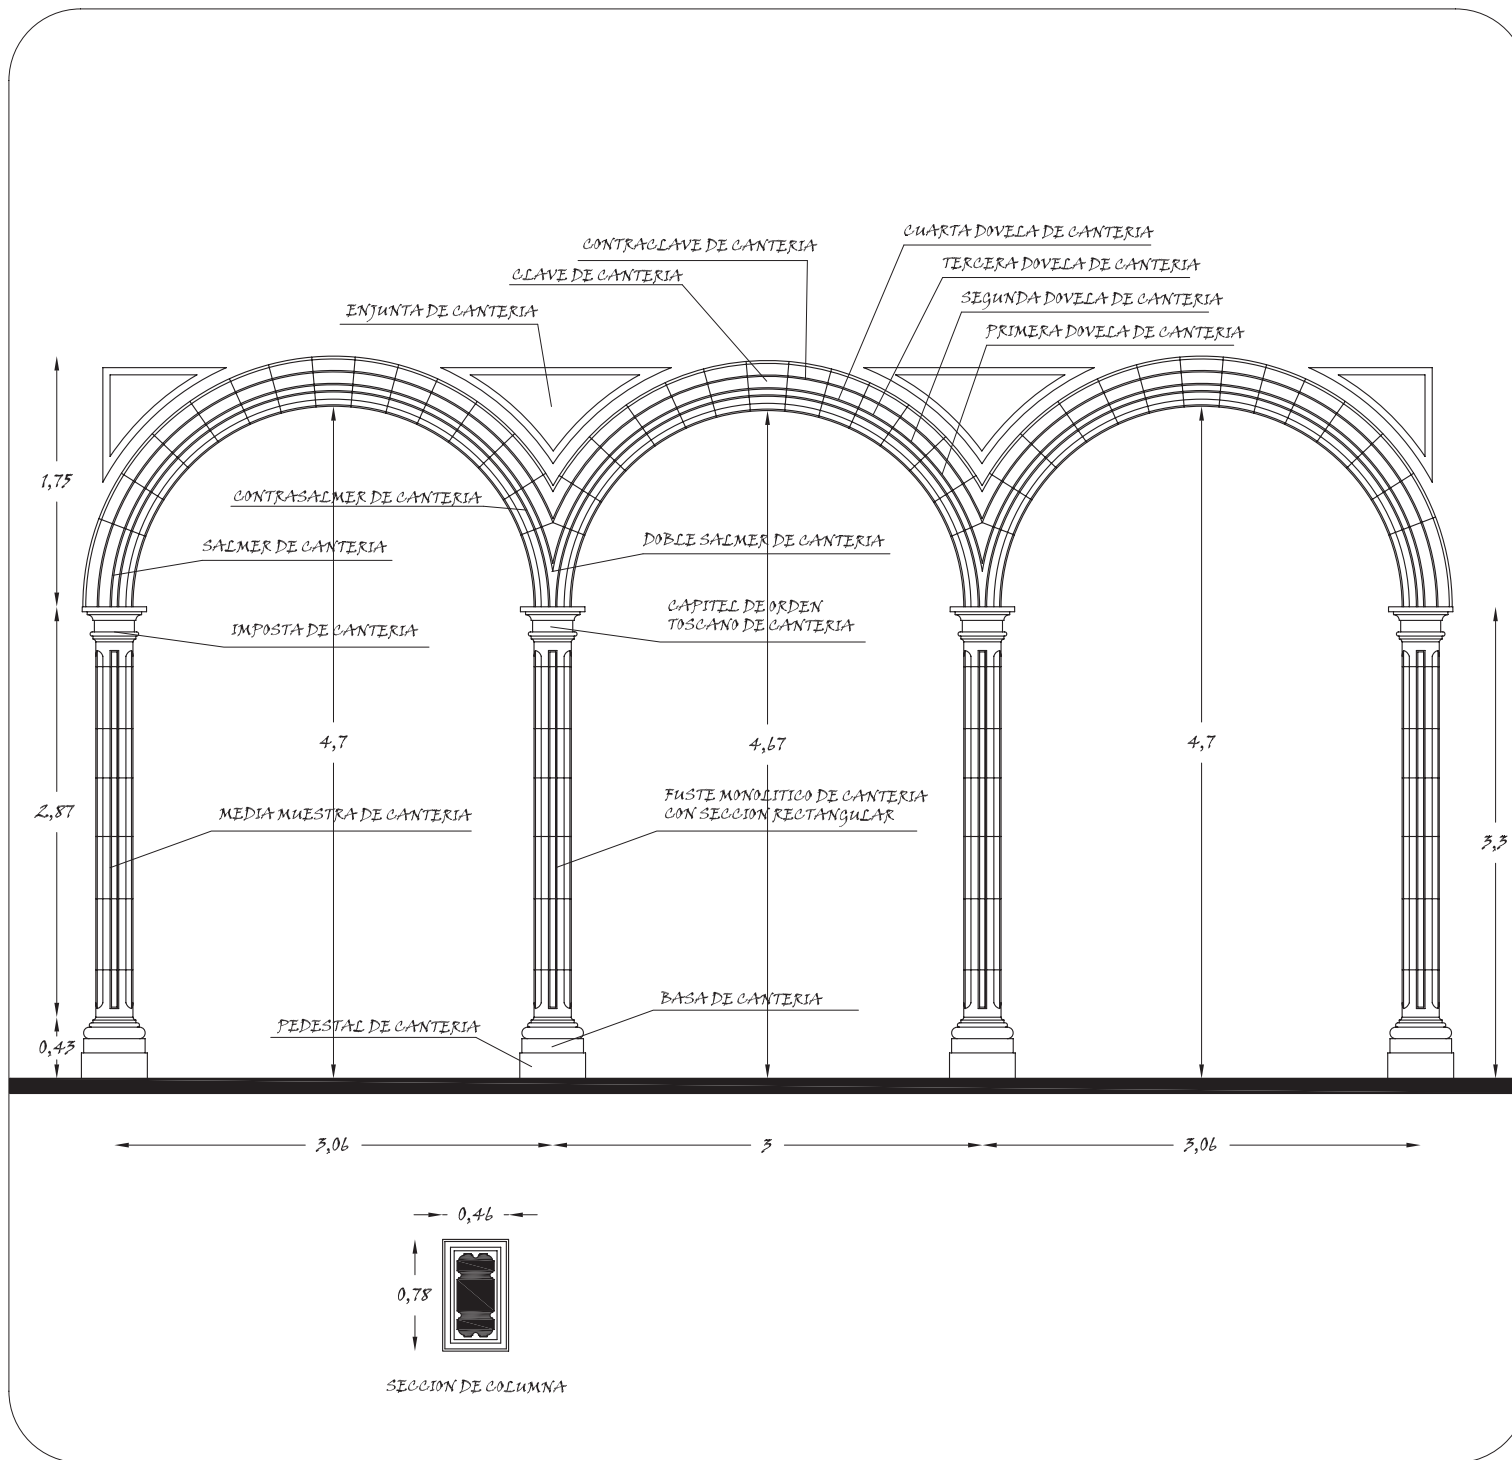 CUARTA DOVELA DE CANTERIA
CONTRACLAVE DE CANTERIA
TERCERA DOVELA DE CANTERIA
CLAVE DE CANTERIA
SEGUNDA DOVELA DE CANTERIA
ENJUNTA DE CANTERIA
PRIMERA DOVELA DE CANTERIA
1,75
CONTRASALMER DE CANTERIA
SALMER DE CANTERIA
DOBLE SALMER DE CANTERIA
CAPITEL DE ORDEN
TOSCANO DE CANTERIA
IMPOSTA DE CANTERIA
4,7
4,67
4,7
2,87
MEDIA MUESTRA DE CANTERIA
FUSTE MONOLITICO DE CANTERIA
CON SECCION RECTANGULAR
3,3
BASA DE CANTERIA
PEDESTAL DE CANTERIA
0,43
3,06
3
3,06
0,46
0,78
SECCION DE COLUMNA